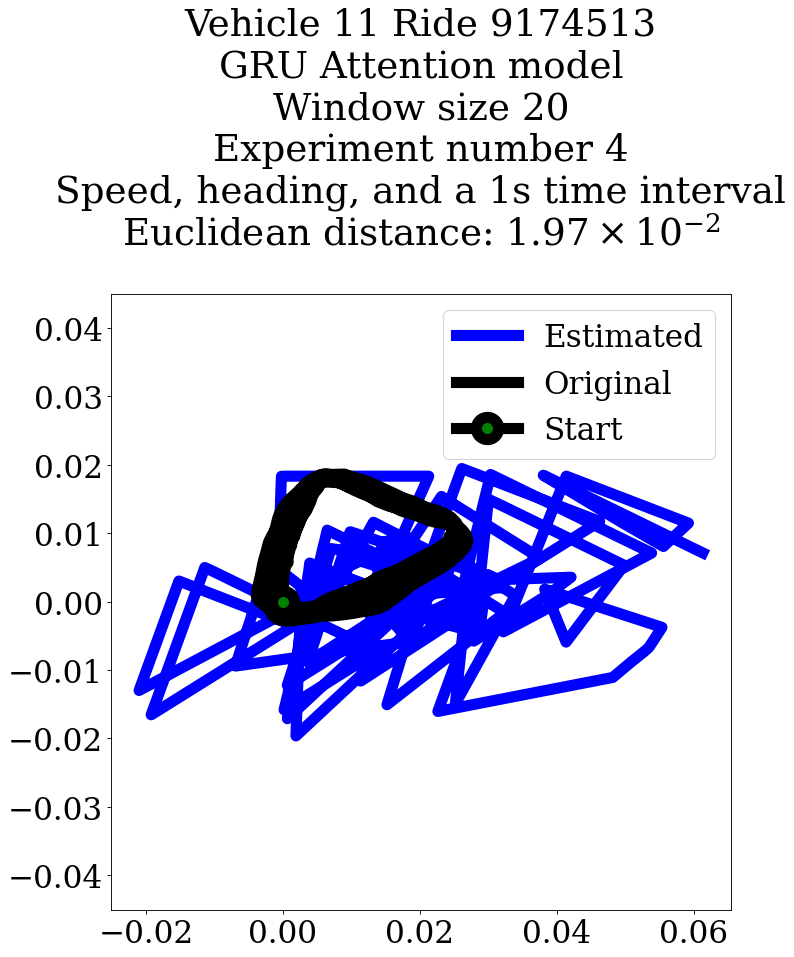 Vehicle 11 Ride 9174513
GRU Attention model
Window size 20
Experiment number 4
Speed, heading, and a 1s time interval
Euclidean distance: 1.97 × 10⁻²
Estimated
Original
Start
0.04
0.03
0.02
0.01
0.00
−0.01
−0.02
−0.03
−0.04
−0.02 0.00 0.02 0.04 0.06